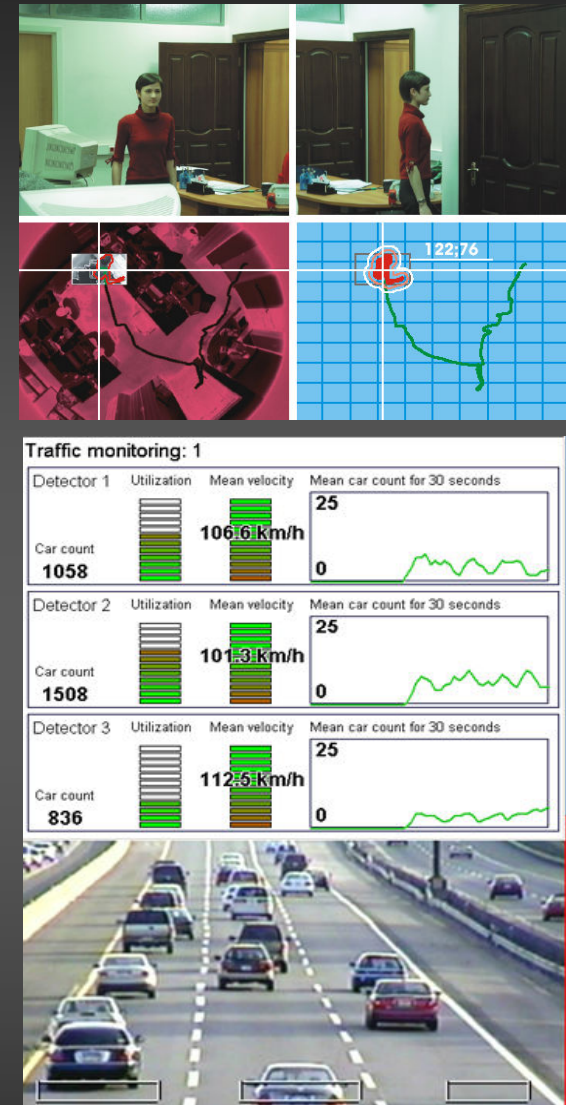 122;76
Traffic monitoring: 1
Detector 1 Utilization Mean velocity Mean car count for 30 seconds
25
106.6 km/h
Car count
0
1058
Detector 2 Utilization Mean velocity Mean car count for 30 seconds
25
101.3 km/h
Car count
0
1508
Detector 3 Utilization Mean velocity Mean car count for 30 seconds
25
112.5 km/h
Car count
0
836